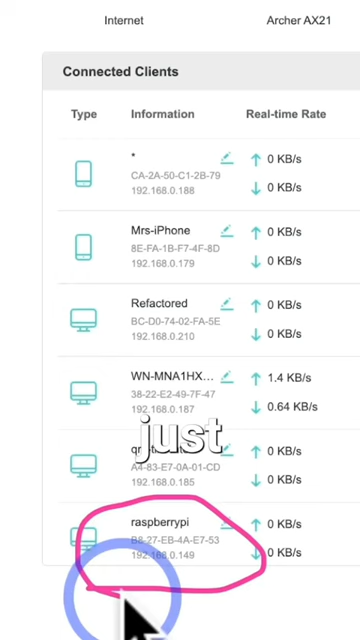 Internet Archer AX21
Connected Clients
Type Information Real-time Rate
*
CA-2A-50-C1-2B-79
192.168.0.188
0 KB/s
0 KB/s
Mrs-iPhone
8E-FA-1B-F7-4F-8D
192.168.0.179
0 KB/s
0 KB/s
Refactored
BC-D0-74-02-FA-5E
192.168.0.210
0 KB/s
0 KB/s
WN-MNA1HX...
38-22-E2-49-7F-47
192.168.0.187
1.4 KB/s
0.64 KB/s
just
A4-83-E7-0A-01-CD
192.168.0.185
0 KB/s
0 KB/s
raspberrypi
B8-27-EB-4A-E7-53
192.168.0.149
0 KB/s
0 KB/s